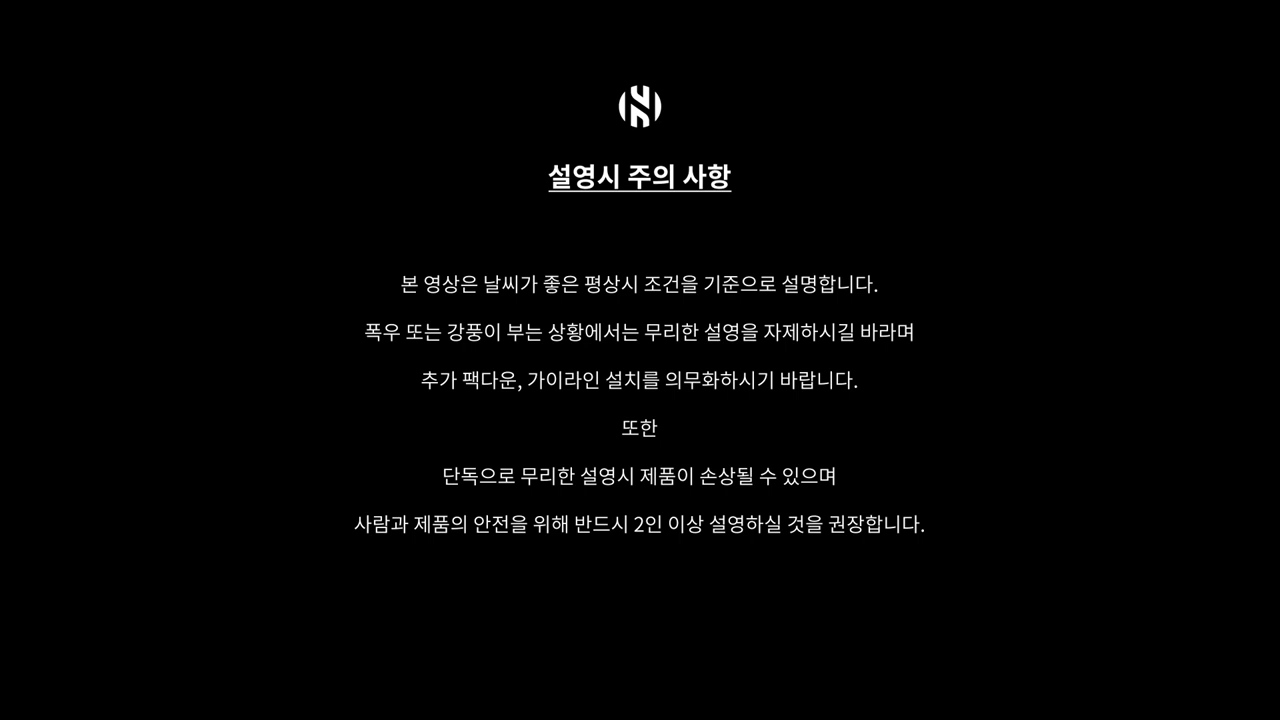 설영시 주의 사항
본 영상은 날씨가 좋은 평상시 조건을 기준으로 설명합니다.
폭우 또는 강풍이 부는 상황에서는 무리한 설영을 자제하시길 바라며
추가 팩다운, 가이라인 설치를 의무화하시기 바랍니다.
또한
단독으로 무리한 설영시 제품이 손상될 수 있으며
사람과 제품의 안전을 위해 반드시 2인 이상 설영하실 것을 권장합니다.